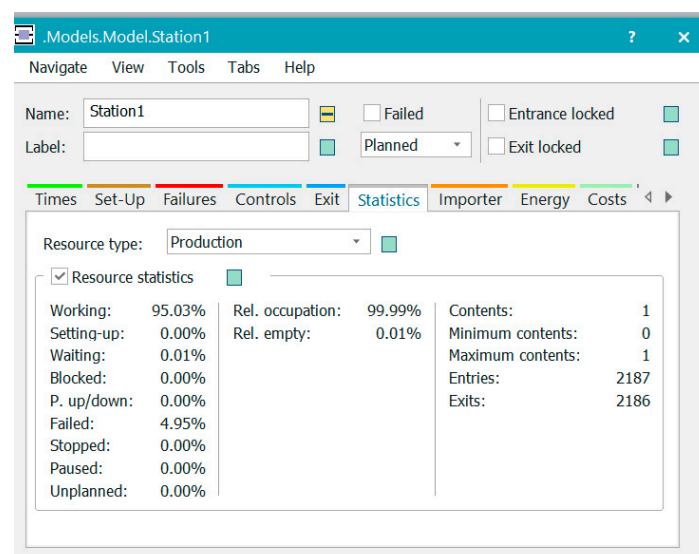 .Models.Model.Station1 ? ×
Navigate View Tools Tabs Help
Name: Station1 Failed Entrance locked
Label: Planned Exit locked
Times Set-Up Failures Controls Exit Statistics Importer Energy Costs
Resource type: Production
Resource statistics
Working: 95.03% Rel. occupation: 99.99% Contents: 1
Setting-up: 0.00% Rel. empty: 0.01% Minimum contents: 0
Waiting: 0.01% Maximum contents: 1
Blocked: 0.00% Entries: 2187
P. up/down: 0.00% Exits: 2186
Failed: 4.95%
Stopped: 0.00%
Paused: 0.00%
Unplanned: 0.00%